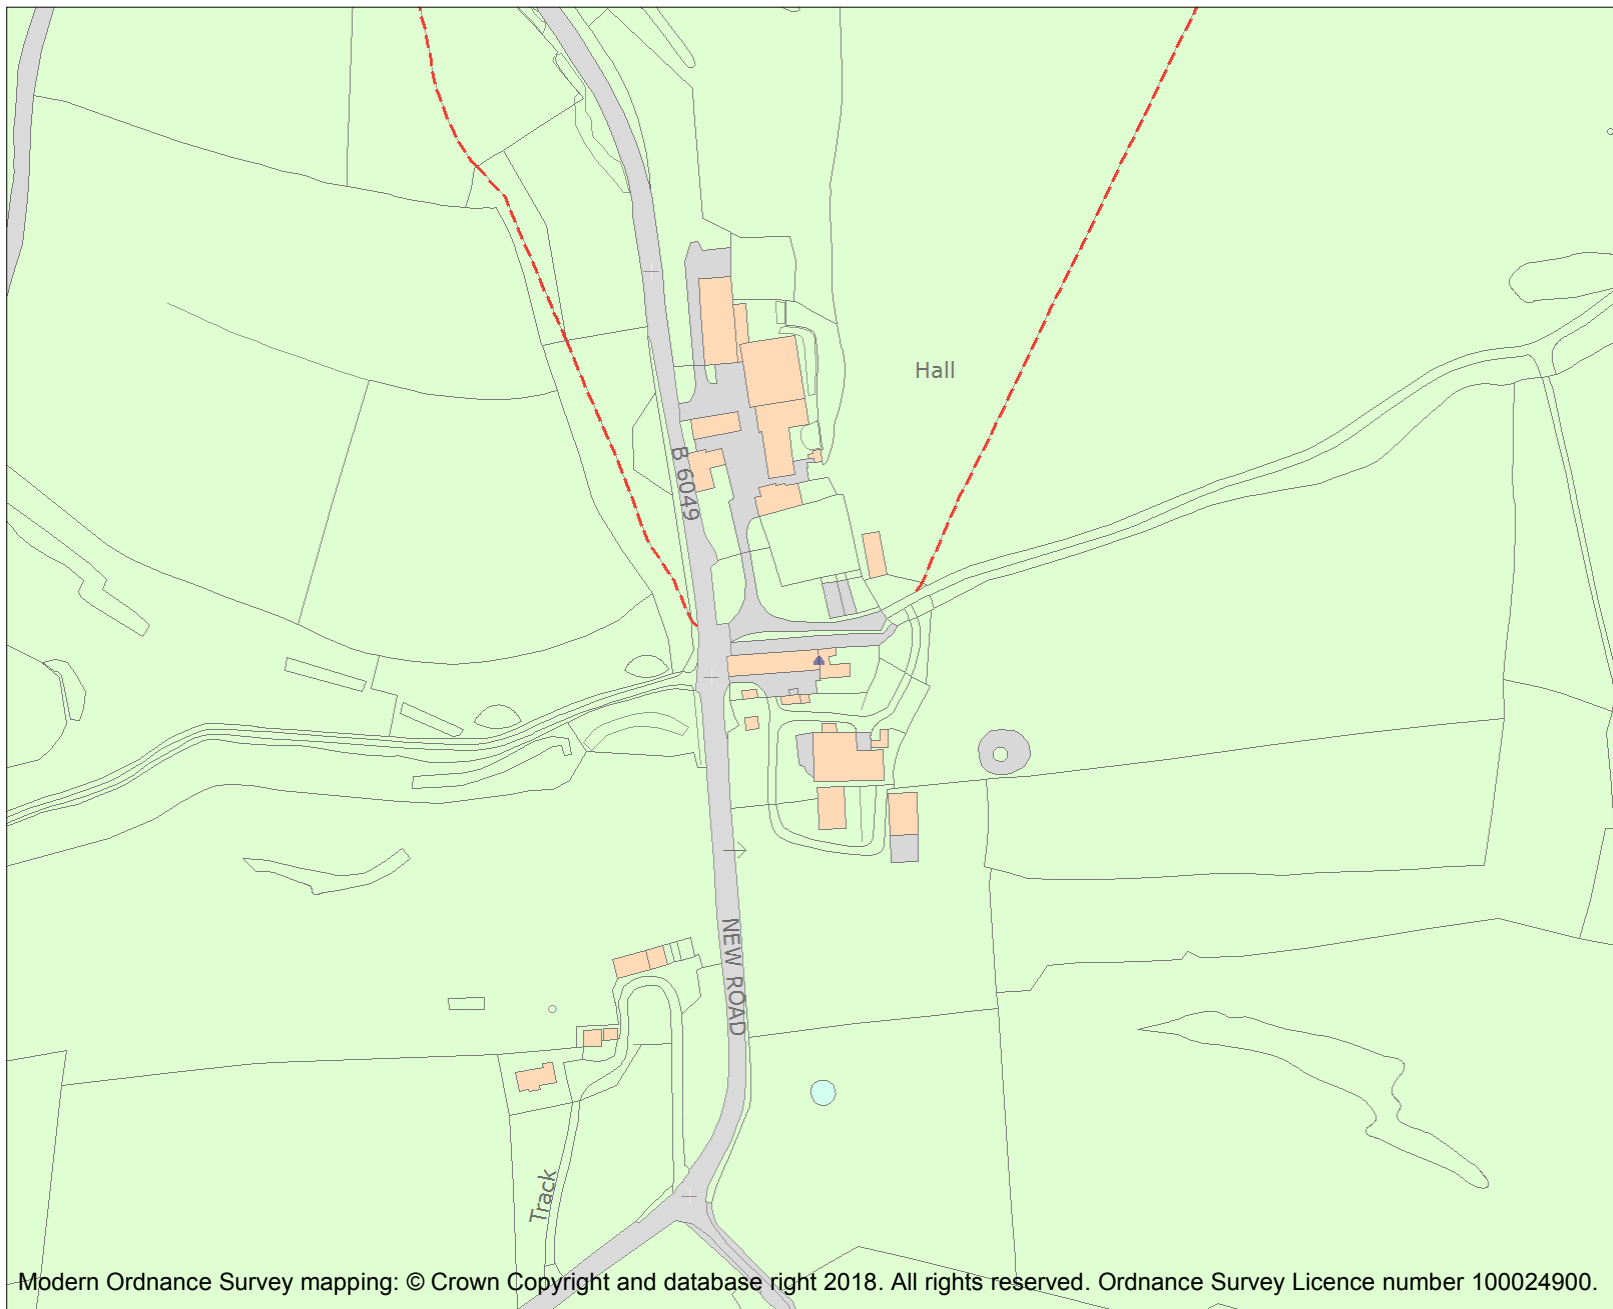 Hall
B 6049
NEW ROAD
Track
Modern Ordnance Survey mapping: © Crown Copyright and database right 2018. All rights reserved. Ordnance Survey Licence number 100024900.